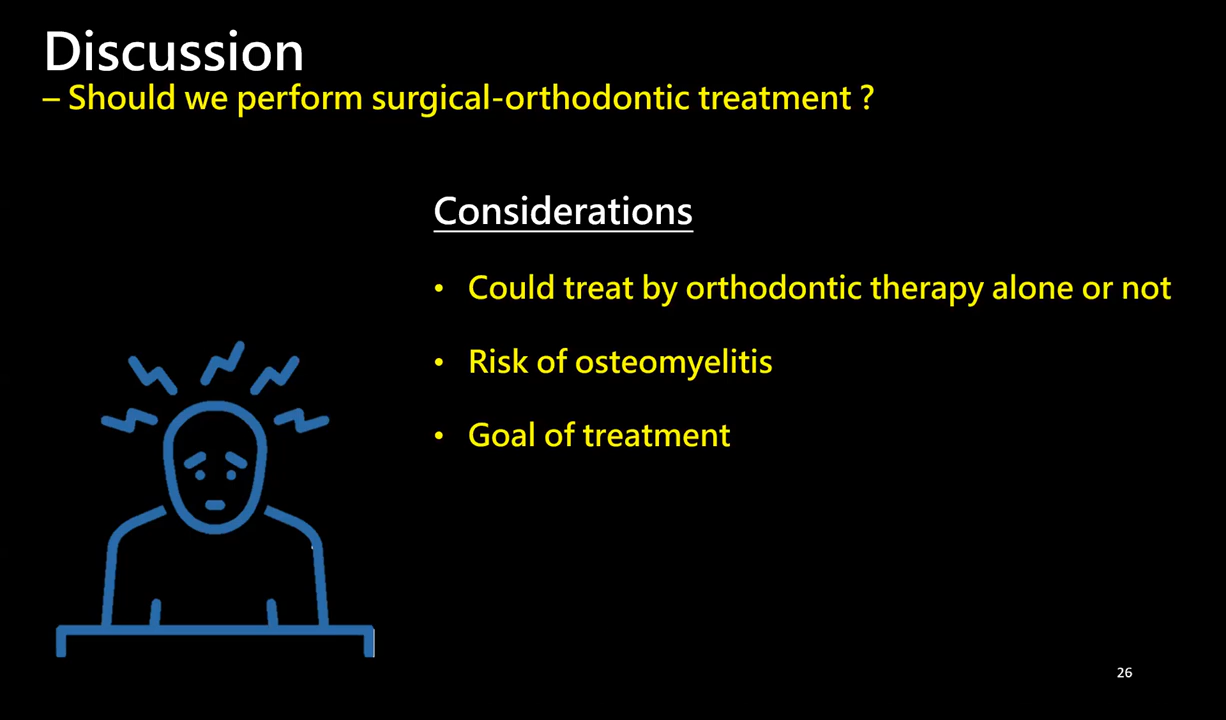 Discussion
– Should we perform surgical-orthodontic treatment ?
Considerations
• Could treat by orthodontic therapy alone or not
• Risk of osteomyelitis
• Goal of treatment
26